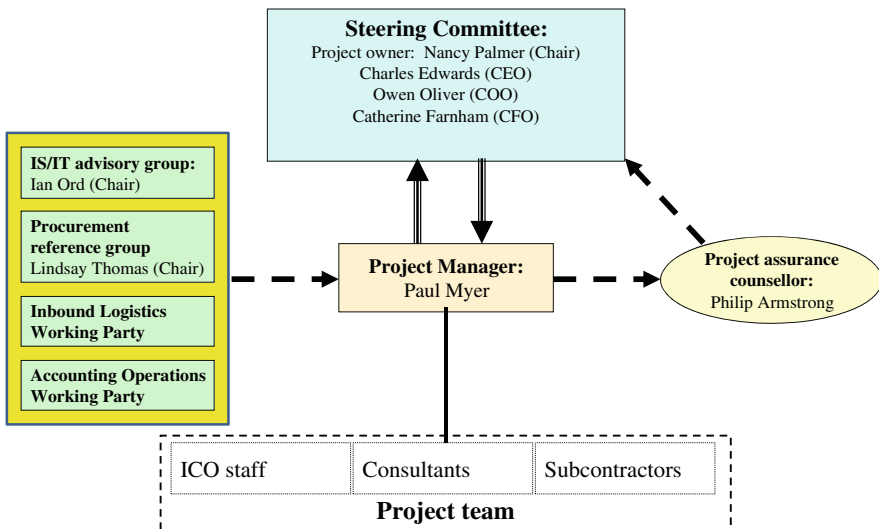 Steering Committee:
Project owner: Nancy Palmer (Chair)
Charles Edwards (CEO)
Owen Oliver (COO)
Catherine Farnham (CFO)
IS/IT advisory group:
Ian Ord (Chair)
Procurement
reference group
Lindsay Thomas (Chair)
Inbound Logistics
Working Party
Accounting Operations
Working Party
Project Manager:
Paul Myer
Project assurance
counsellor:
Philip Armstrong
ICO staff
Consultants
Subcontractors
Project team